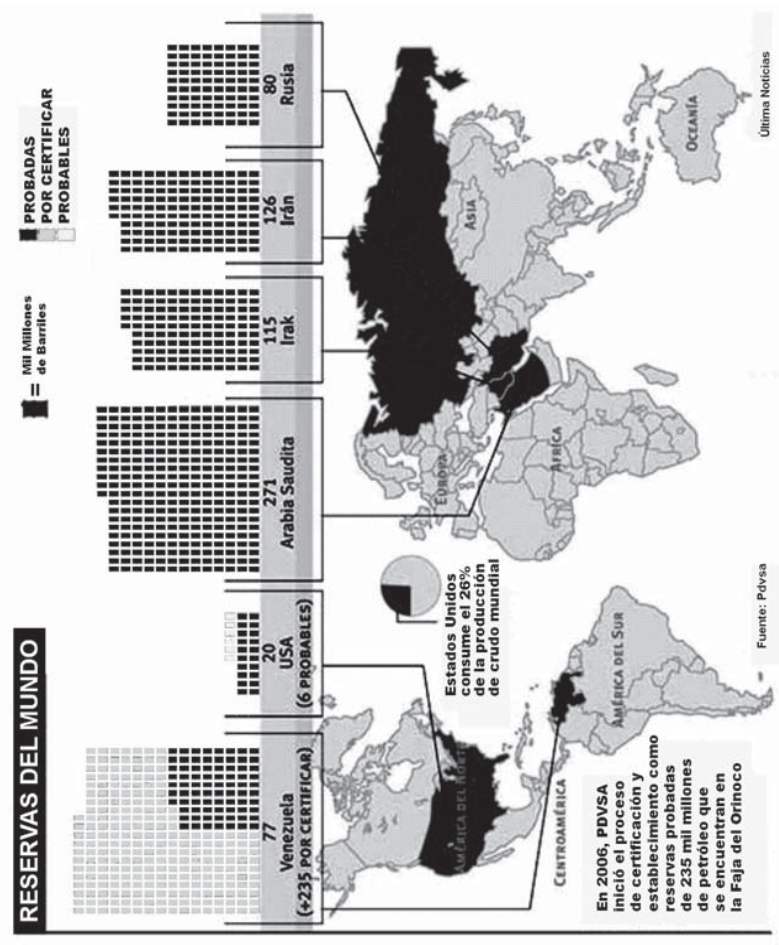 RESERVAS DEL MUNDO
= Mil Millones
de Barriles
PROBADAS
POR CERTIFICAR
PROBABLES
77
Venezuela
(+235 POR CERTIFICAR)
20
USA
(6 PROBABLES)
271
Arabia Saudita
115
Irak
126
Irán
80
Rusia
Estados Unidos
consume el 26%
de la producción
de crudo mundial
AMÉRICA DEL NORTE
CENTROAMÉRICA
AMÉRICA DEL SUR
EUROPA
ÁFRICA
ASIA
OCEANÍA
En 2006, PDVSA
inició el proceso
de certificación y
establecimiento como
reservas probadas
de 235 mil millones
de petróleo que
se encuentran en
la Faja del Orinoco
Fuente: Pdvsa
Última Noticias